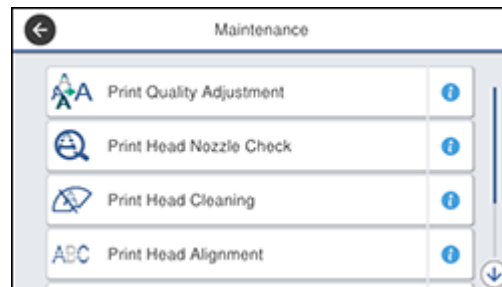 Maintenance
Print Quality Adjustment
Print Head Nozzle Check
Print Head Cleaning
ABC Print Head Alignment